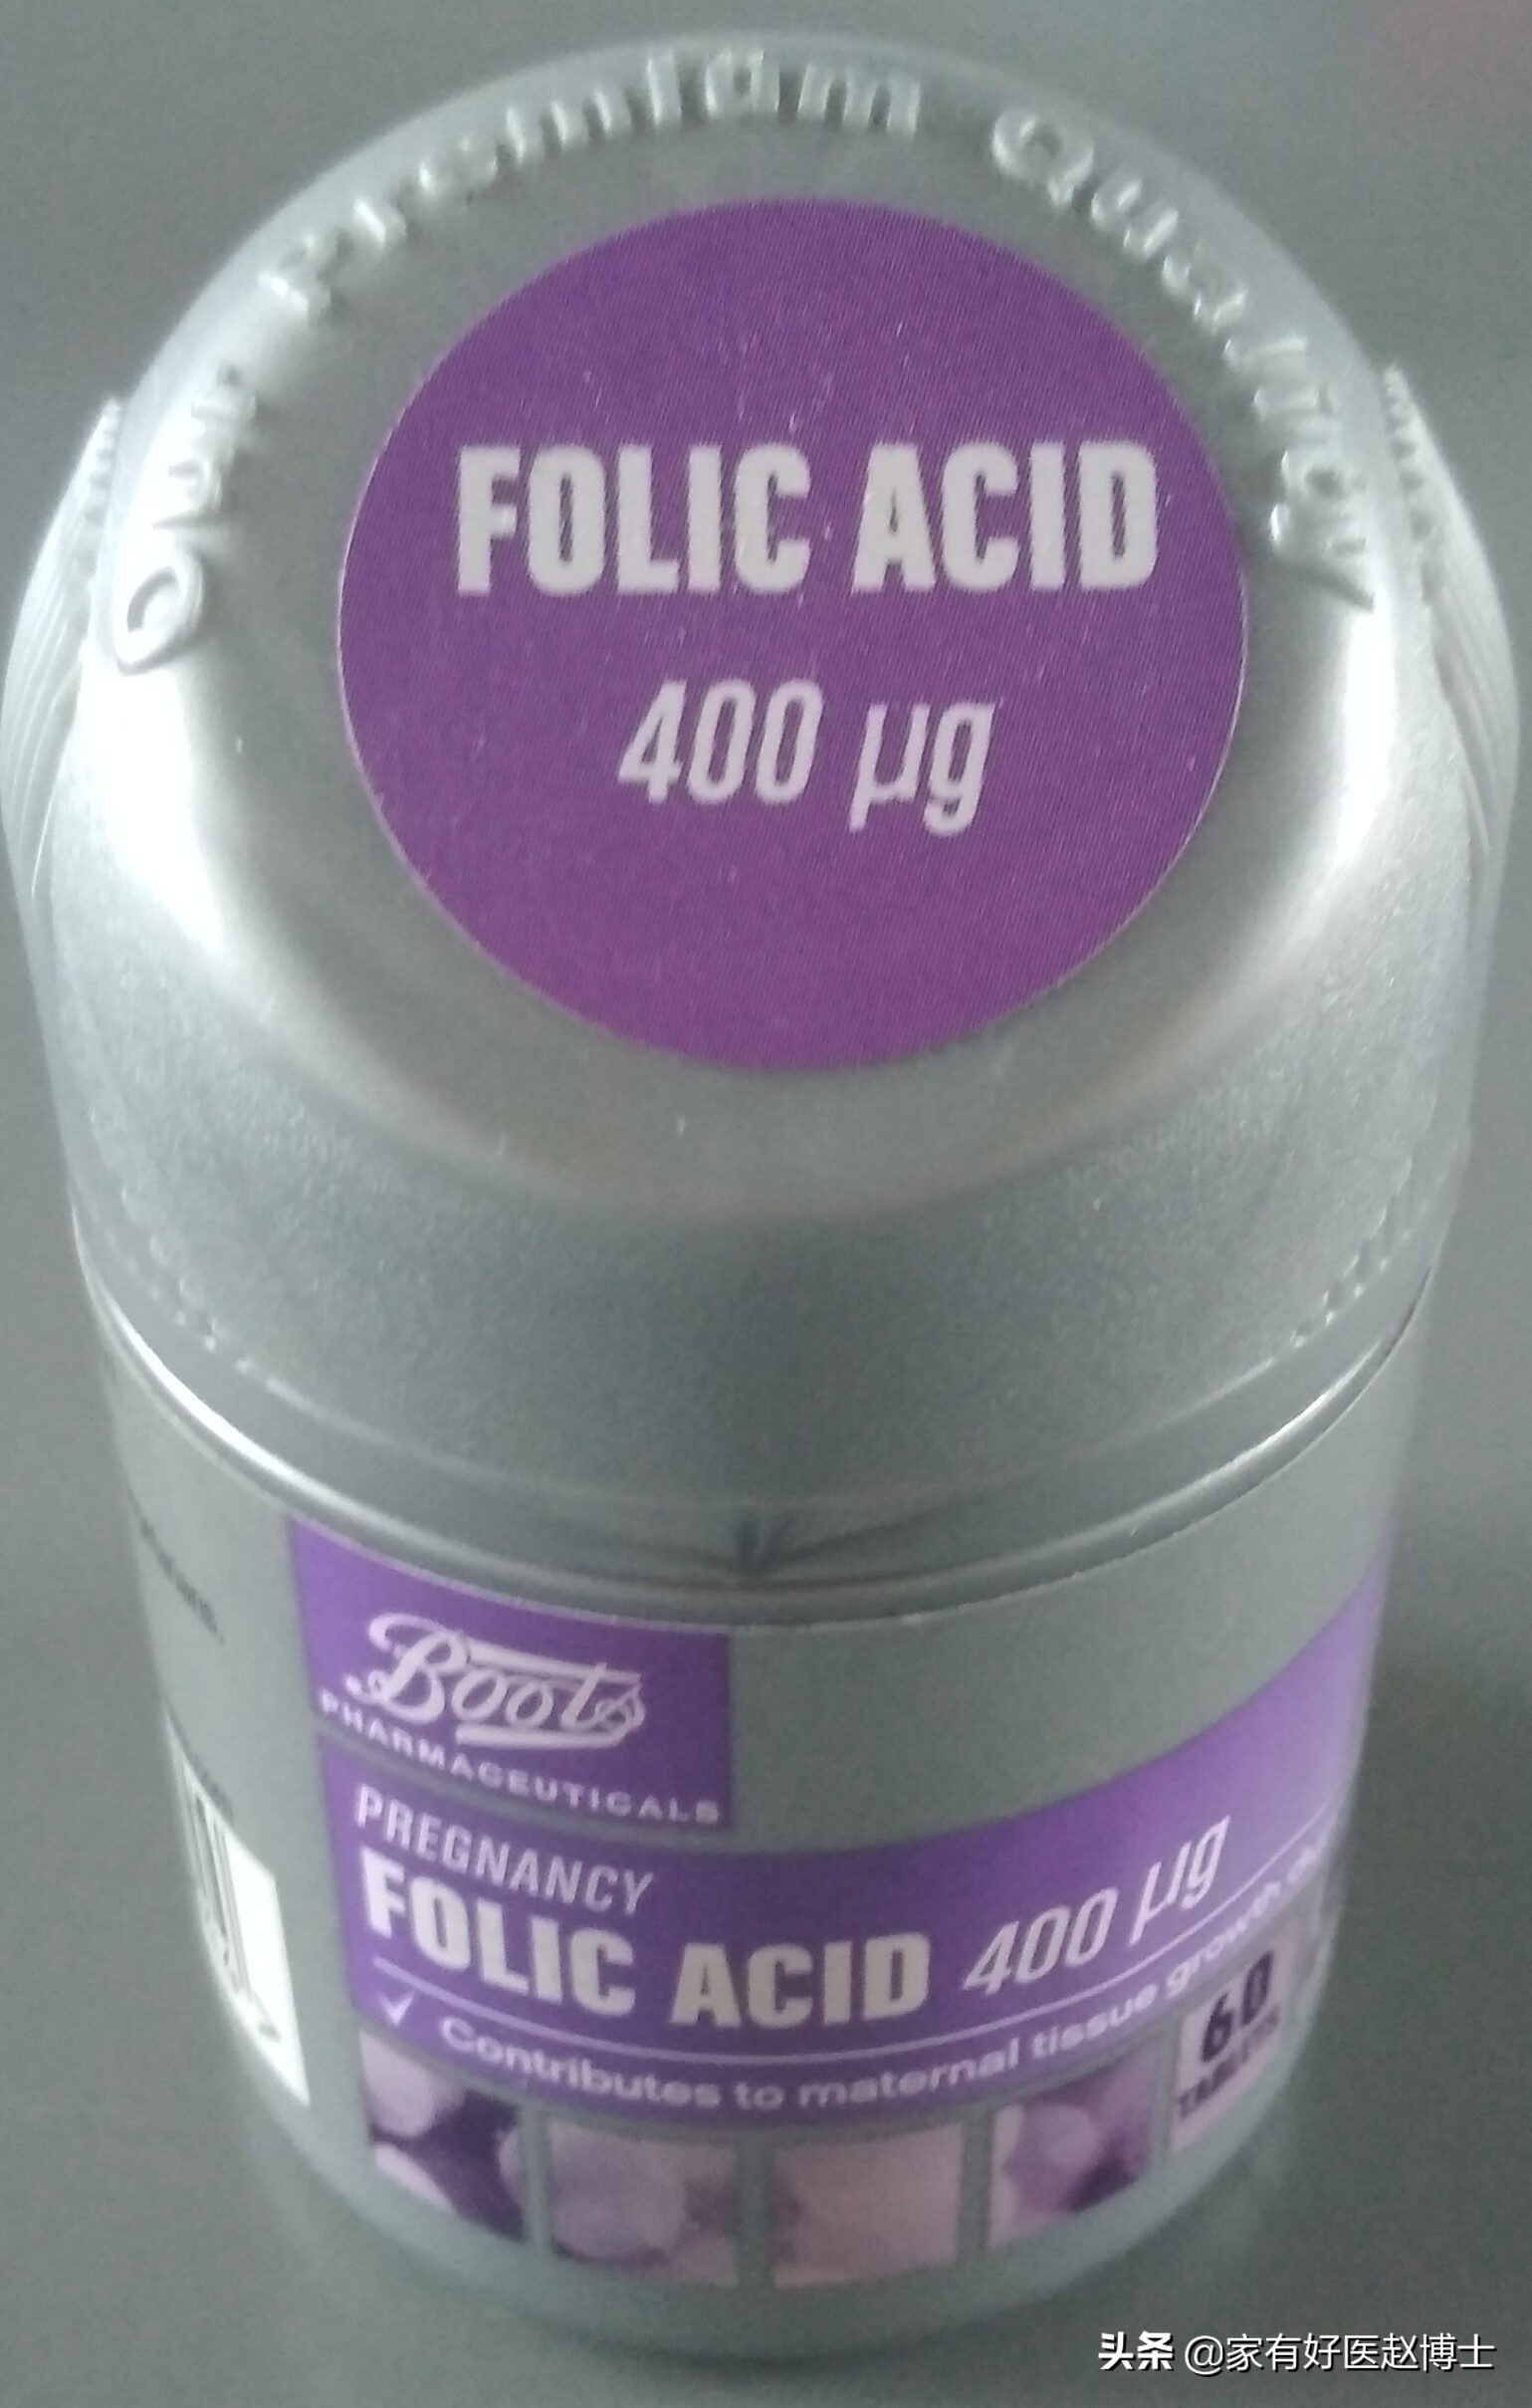 Our Premium Quality
FOLIC ACID
400 µg
Boots
PHARMACEUTICALS
PREGNANCY
FOLIC ACID 400 µg
✓ Contributes to maternal tissue growth
60
TABLETS
头条 @家有好医赵博士